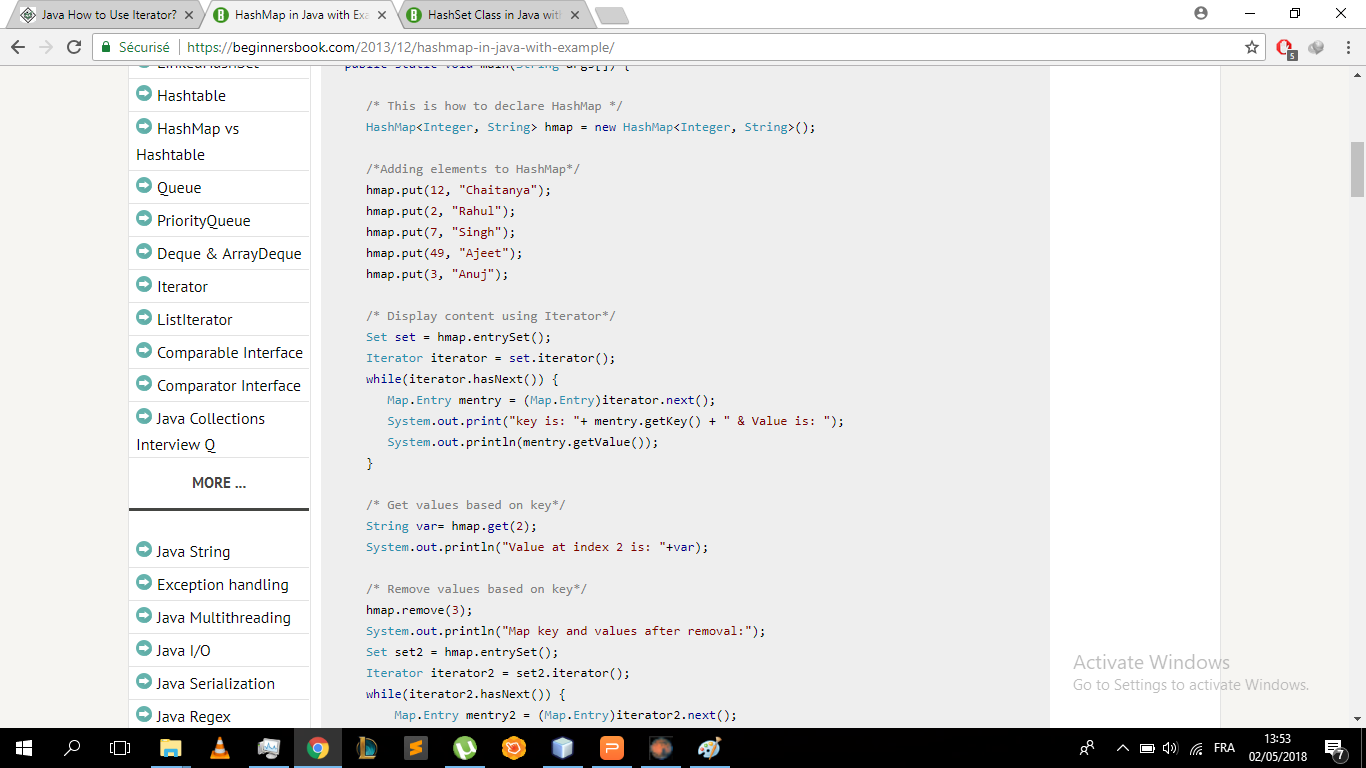 Java How to Use Iterator?
HashMap in Java with Exa
HashSet Class in Java wit
Sécurisé
https://beginnersbook.com/2013/12/hashmap-in-java-with-example/
5
LinkedHashSet
Hashtable
HashMap vs
Hashtable
Queue
PriorityQueue
Deque & ArrayDeque
Iterator
ListIterator
Comparable Interface
Comparator Interface
Java Collections
Interview Q
MORE ...
Java String
Exception handling
Java Multithreading
Java I/O
Java Serialization
Java Regex
public static void main(String args[]) {
/* This is how to declare HashMap */
HashMap<Integer, String> hmap = new HashMap<Integer, String>();
/*Adding elements to HashMap*/
hmap.put(12, "Chaitanya");
hmap.put(2, "Rahul");
hmap.put(7, "Singh");
hmap.put(49, "Ajeet");
hmap.put(3, "Anuj");
/* Display content using Iterator*/
Set set = hmap.entrySet();
Iterator iterator = set.iterator();
while(iterator.hasNext()) {
Map.Entry mentry = (Map.Entry)iterator.next();
System.out.print("key is: "+ mentry.getKey() + " & Value is: ");
System.out.println(mentry.getValue());
}
/* Get values based on key*/
String var= hmap.get(2);
System.out.println("Value at index 2 is: "+var);
/* Remove values based on key*/
hmap.remove(3);
System.out.println("Map key and values after removal:");
Set set2 = hmap.entrySet();
Iterator iterator2 = set2.iterator();
while(iterator2.hasNext()) {
Map.Entry mentry2 = (Map.Entry)iterator2.next();
Activate Windows
Go to Settings to activate Windows.
FRA
13:53
02/05/2018
7